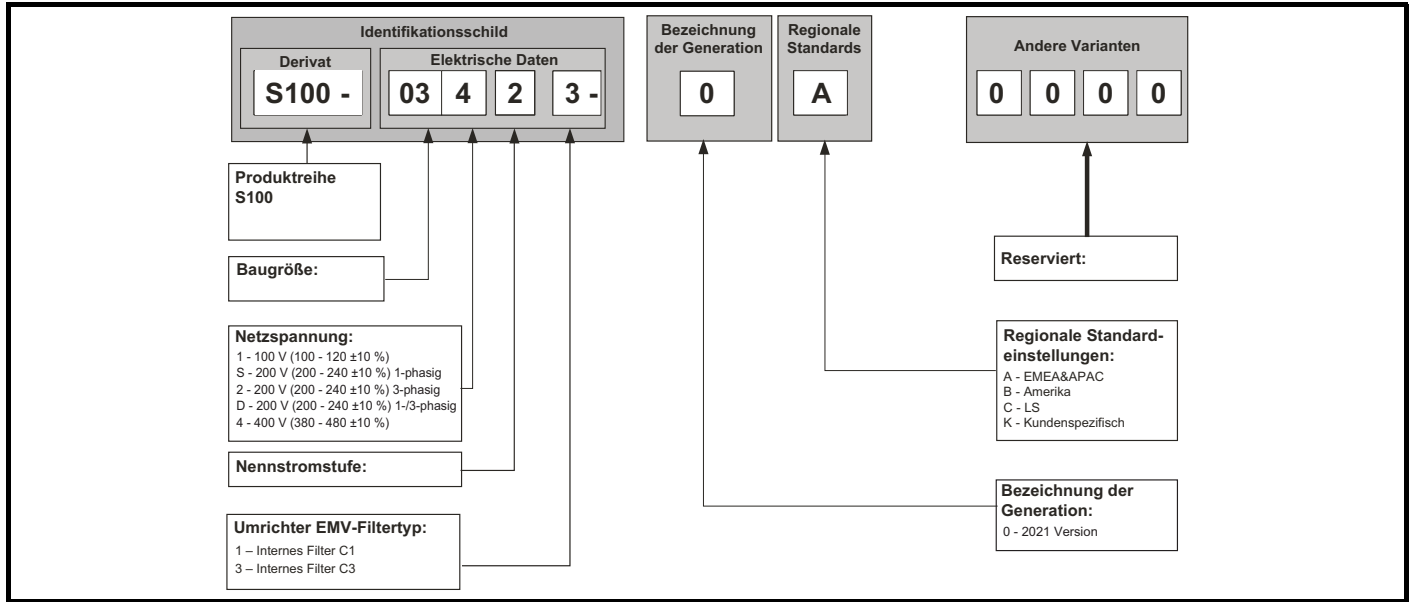 Identifikationsschild
Derivat
Elektrische Daten
S100 -
03 4 2 3 -
Bezeichnung
der Generation
0
Regionale
Standards
A
Andere Varianten
0 0 0 0
Produktreihe
S100
Baugröße:
Netzspannung:
1 - 100 V (100 - 120 ±10 %)
S - 200 V (200 - 240 ±10 %) 1-phasig
2 - 200 V (200 - 240 ±10 %) 3-phasig
D - 200 V (200 - 240 ±10 %) 1-/3-phasig
4 - 400 V (380 - 480 ±10 %)
Nennstromstufe:
Umrichter EMV-Filtertyp:
1 – Internes Filter C1
3 – Internes Filter C3
Reserviert:
Regionale Standard-
einstellungen:
A - EMEA&APAC
B - Amerika
C - LS
K - Kundenspezifisch
Bezeichnung der
Generation:
0 - 2021 Version